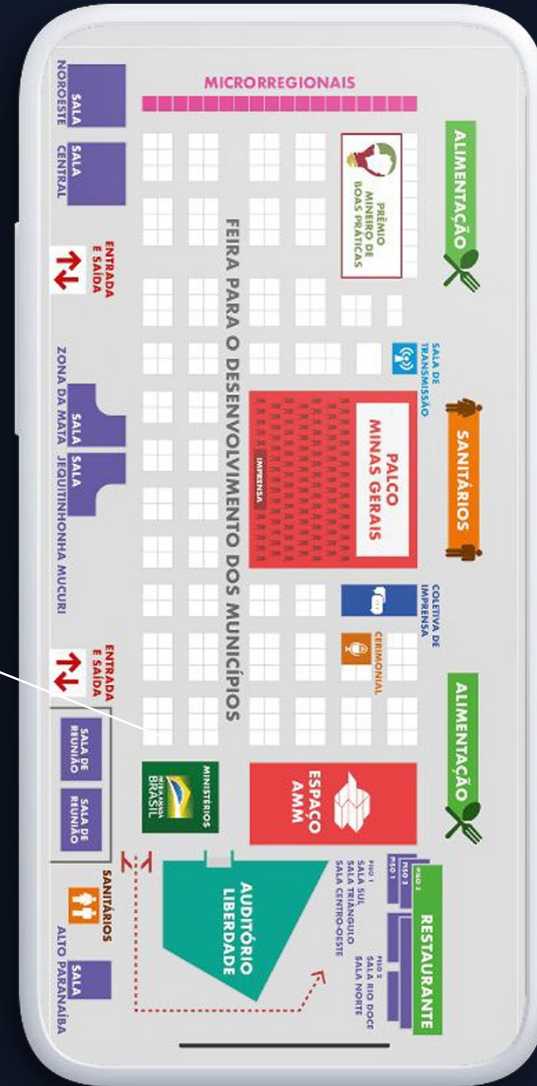 MICRORREGIONAIS
SALA
NOROESTE
SALA
CENTRAL
ENTRADA
E SAÍDA
SALA
ZONA DA MATA
SALA
JEQUITINHONHA MUCURI
ENTRADA
E SAÍDA
SALA DE
REUNIÃO
SALA DE
REUNIÃO
SANITÁRIOS
SALA
ALTO PARANAÍBA
FEIRA PARA O DESENVOLVIMENTO DOS MUNICÍPIOS
PRÊMIO
MINEIRO DE
BOAS PRÁTICAS
ALIMENTAÇÃO
SALA DE
TRANSMISSÃO
PALCO
MINAS GERAIS
IMPRENSA
SANITÁRIOS
COLETIVA DE
IMPRENSA
CERIMONIAL
ALIMENTAÇÃO
MINISTÉRIOS
PÁTRIA AMADA
BRASIL
ESPAÇO
AMM
AUDITÓRIO
LIBERDADE
RESTAURANTE
PISO 3
PISO 2
PISO 1
PISO 1
SALA SUL
SALA TRIÂNGULO
SALA CENTRO-OESTE
PISO 2
SALA RIO DOCE
SALA NORTE